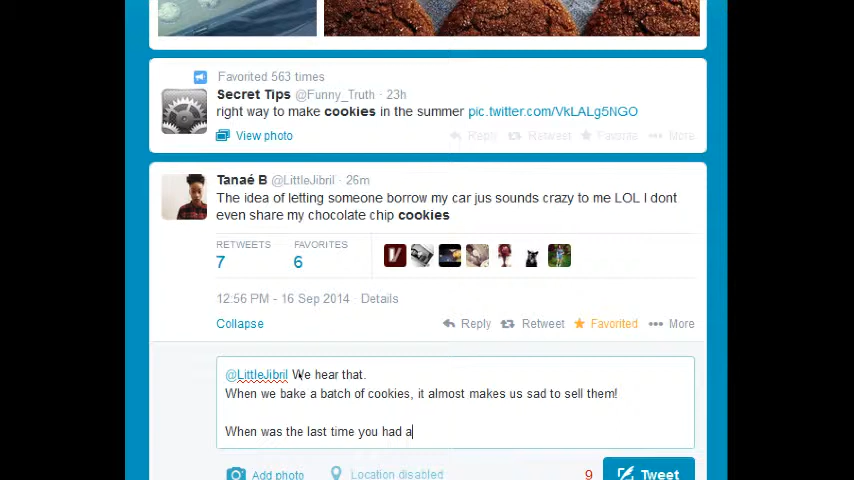 Favorited 563 times
Secret Tips @Funny_Truth · 23h
right way to make cookies in the summer pic.twitter.com/VkLALg5NGO
View photo Reply Retweet Favorite More
Tanaé B @LittleJibril · 26m
The idea of letting someone borrow my car jus sounds crazy to me LOL I dont
even share my chocolate chip cookies
RETWEETS FAVORITES
7 6
12:56 PM - 16 Sep 2014 · Details
Collapse Reply Retweet Favorited More
@LittleJibril We hear that.
When we bake a batch of cookies, it almost makes us sad to sell them!
When was the last time you had a
Add photo Location disabled 9 Tweet